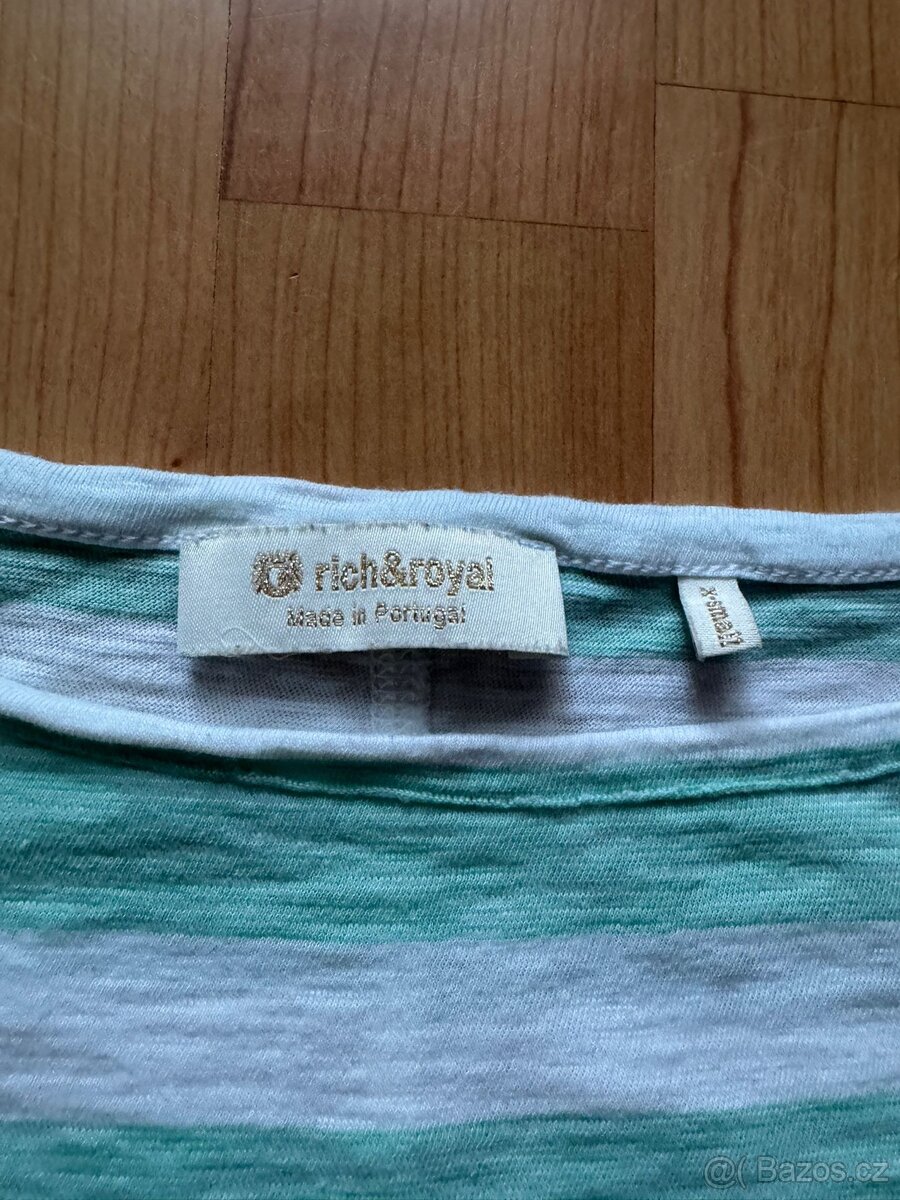 rich&royal
Made in Portugal
x-small
@( Bazos.cz